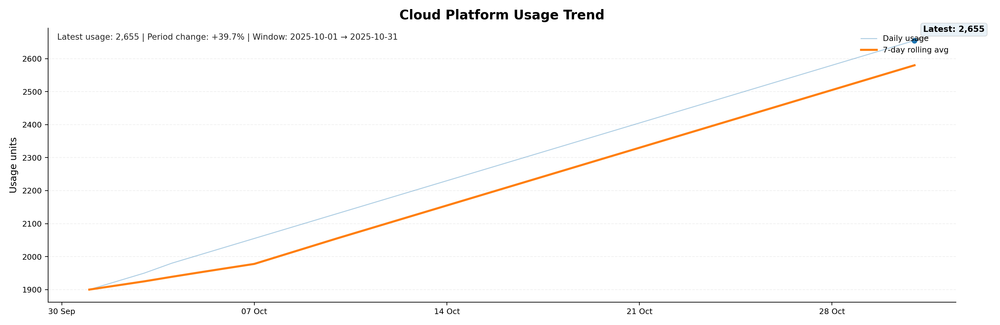 Cloud Platform Usage Trend
Latest usage: 2,655 | Period change: +39.7% | Window: 2025-10-01 → 2025-10-31
Latest: 2,655
Daily usage
7-day rolling avg
Usage units
2600
2500
2400
2300
2200
2100
2000
1900
30 Sep
07 Oct
14 Oct
21 Oct
28 Oct